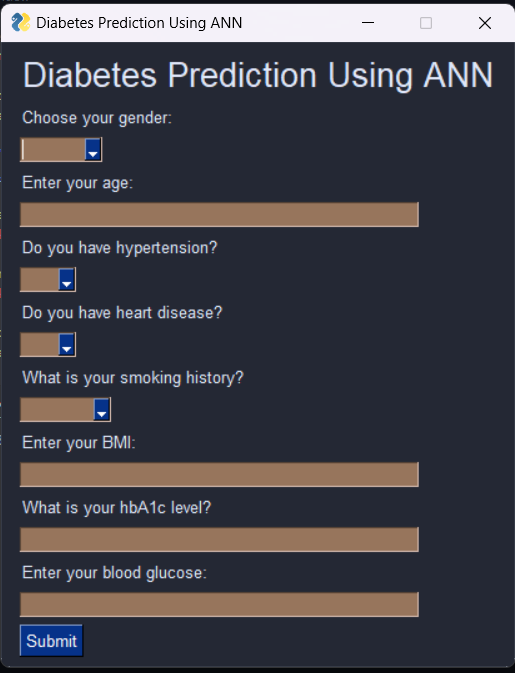 Diabetes Prediction Using ANN
Diabetes Prediction Using ANN
Choose your gender:
Enter your age:
Do you have hypertension?
Do you have heart disease?
What is your smoking history?
Enter your BMI:
What is your hbA1c level?
Enter your blood glucose:
Submit